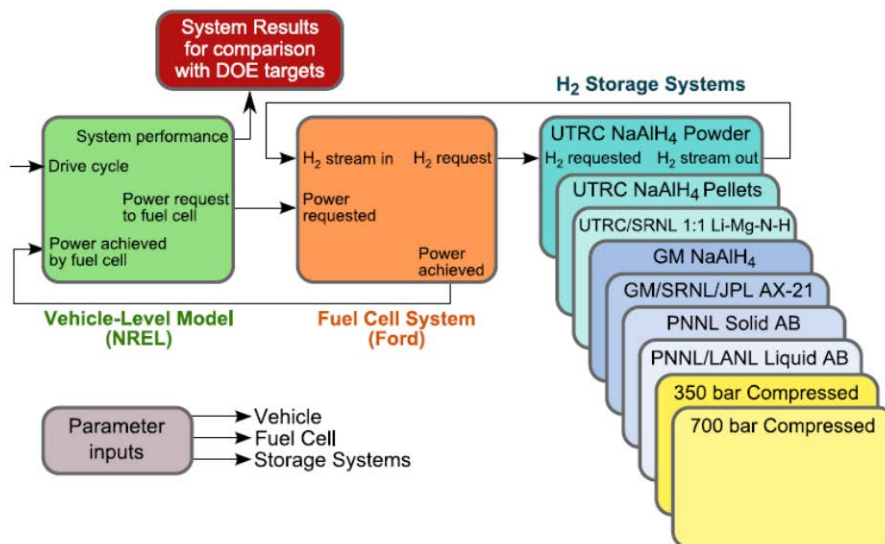 System Results
for comparison
with DOE targets
H₂ Storage Systems
System performance
Drive cycle
Power request
to fuel cell
Power achieved
by fuel cell
Vehicle-Level Model
(NREL)
H₂ stream in
H₂ request
Power
requested
Power
achieved
Fuel Cell System
(Ford)
UTRC NaAlH₄ Powder
H₂ requested
H₂ stream out
UTRC NaAlH₄ Pellets
UTRC/SRNL 1:1 Li-Mg-N-H
GM NaAlH₄
GM/SRNL/JPL AX-21
PNNL Solid AB
PNNL/LANL Liquid AB
350 bar Compressed
700 bar Compressed
Parameter
inputs
Vehicle
Fuel Cell
Storage Systems